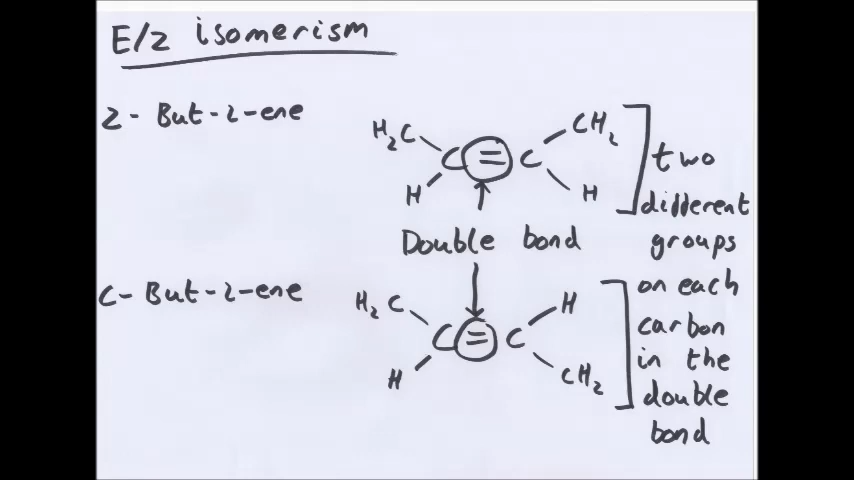 E/Z isomerism
Z - But-2-ene
H2C
CH2
C = C
H
H
two
different
groups
on each
carbon
in the
double
bond
Double bond
C - But-2-ene
H2C
H
C = C
H
CH2